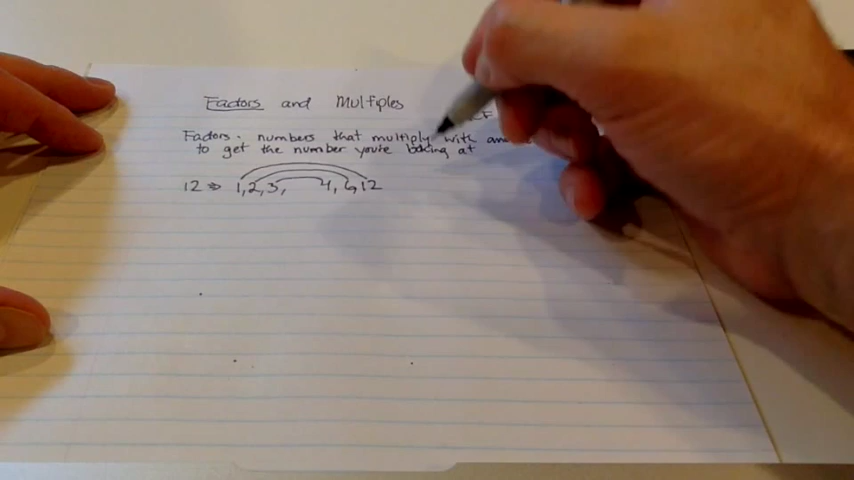 Factors and Multiples
CF
Factors - numbers that multiply with
to get the number you're looking at
12 ⇒ 1, 2, 3, 4, 6, 12